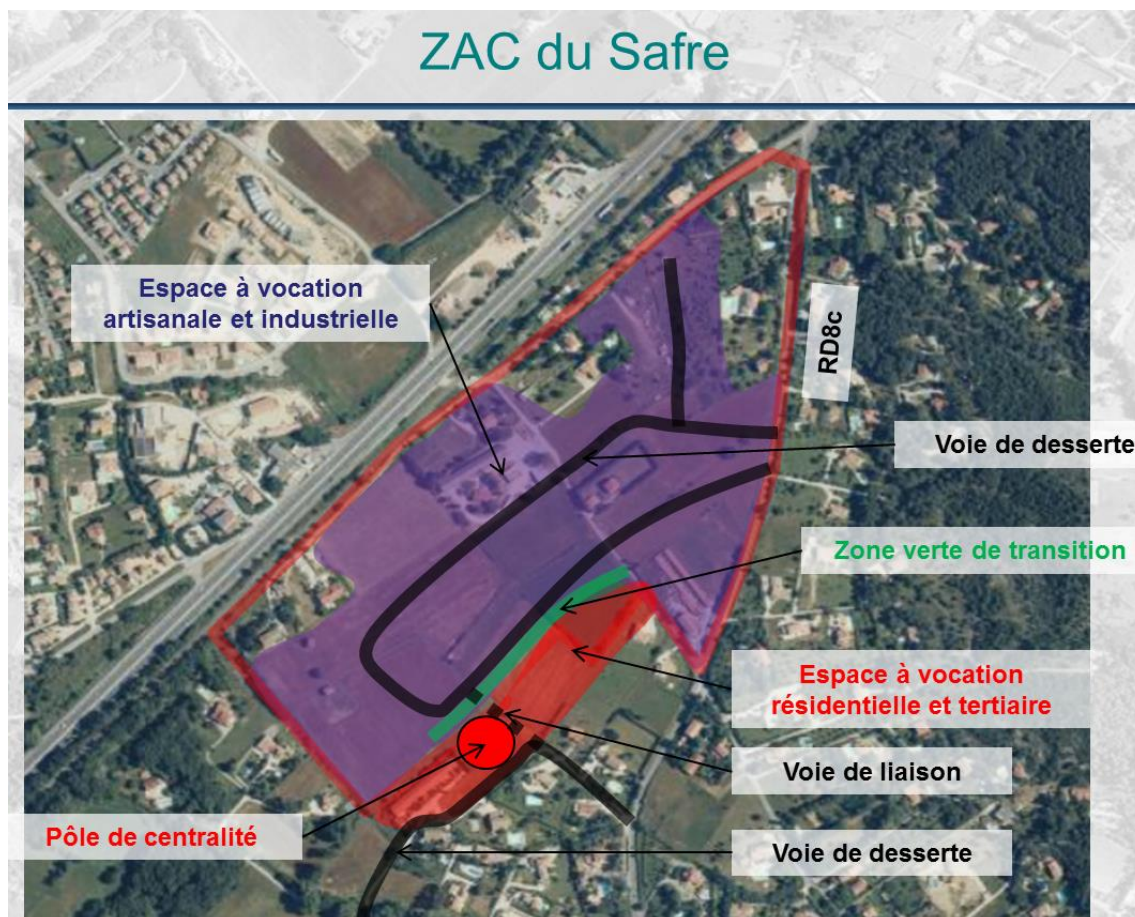 ZAC du Safre
Espace à vocation
artisanale et industrielle
RD8c
Voie de desserte
Zone verte de transition
Espace à vocation
résidentielle et tertiaire
Voie de liaison
Pôle de centralité
Voie de desserte